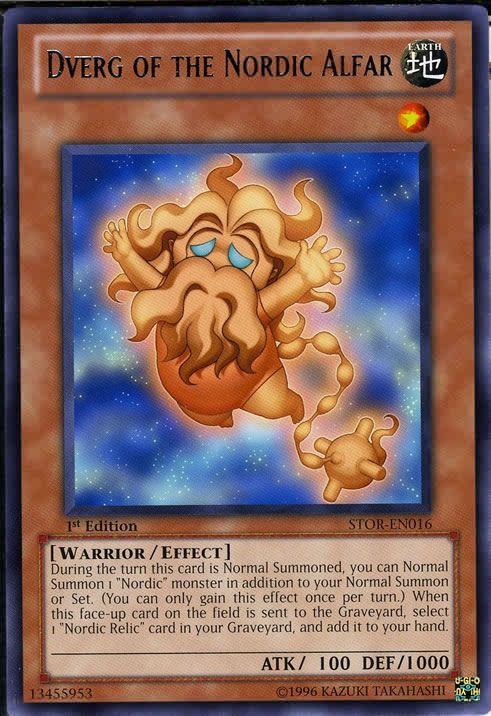 DVERG OF THE NORDIC ALFAR
EARTH
地
1st Edition
STOR-EN016
[WARRIOR / EFFECT]
During the turn this card is Normal Summoned, you can Normal
Summon 1 "Nordic" monster in addition to your Normal Summon
or Set. (You can only gain this effect once per turn.) When
this face-up card on the field is sent to the Graveyard, select
1 "Nordic Relic" card in your Graveyard, and add it to your hand.
ATK/ 100 DEF/1000
13455953
©1996 KAZUKI TAKAHASHI